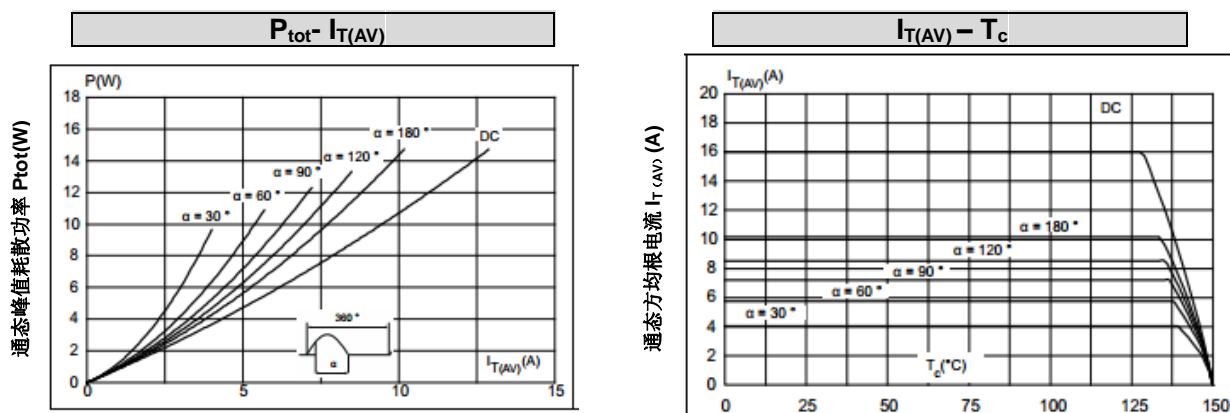 Ptot- IT(AV)
P(W)
18
16
14
12
10
8
6
4
2
0
0
5
10
15
α = 30 °
α = 60 °
α = 90 °
α = 120 °
α = 180 °
DC
360 °
α
IT(AV)(A)
通态峰值耗散功率 Ptot(W)
IT(AV) – Tc
IT(AV)(A)
20
18
16
14
12
10
8
6
4
2
0
0
25
50
75
100
125
150
DC
α = 180 °
α = 120 °
α = 90 °
α = 60 °
α = 30 °
Tc(°C)
通态方均根电流 IT(AV) (A)